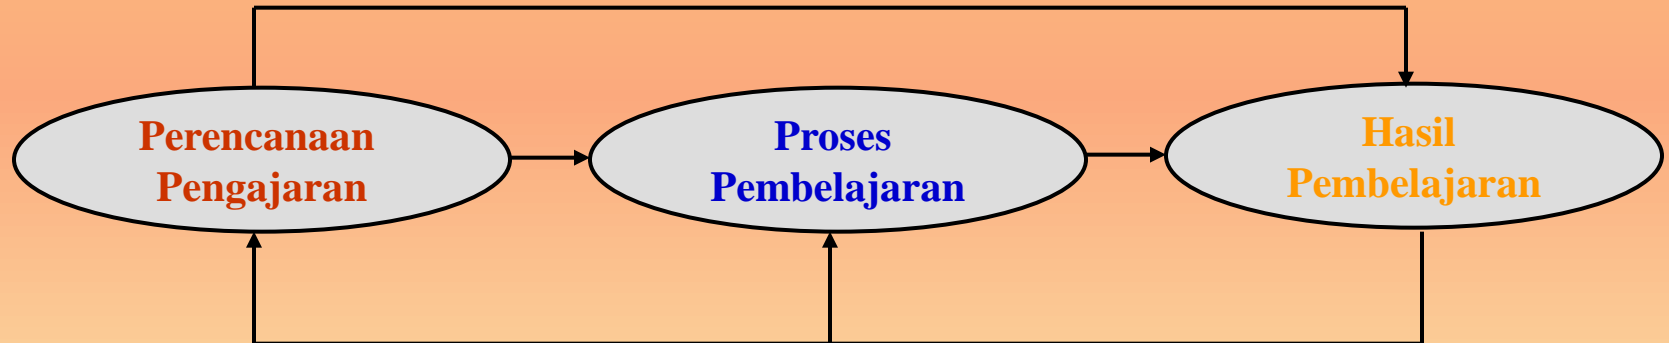 Perencanaan
Pengajaran
Proses
Pembelajaran
Hasil
Pembelajaran